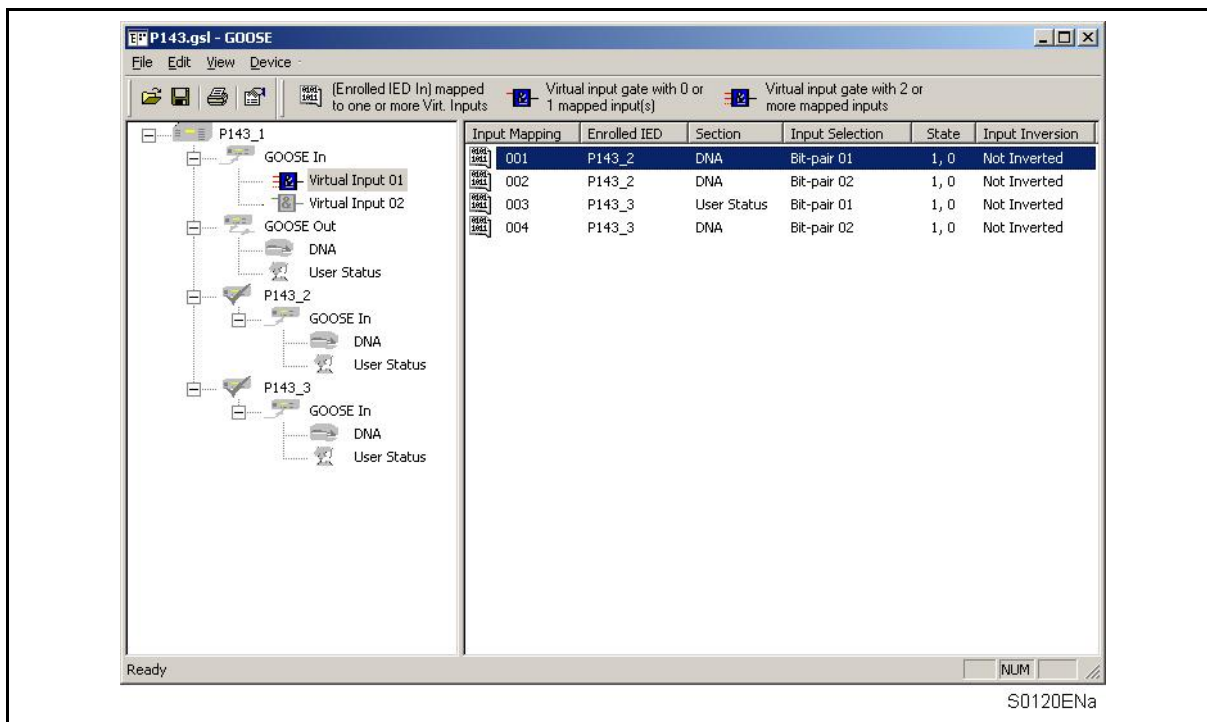 P143.gsl - GOOSE
File Edit View Device
(Enrolled IED In) mapped to one or more Virt. Inputs
Virtual input gate with 0 or 1 mapped input(s)
Virtual input gate with 2 or more mapped inputs
P143_1
GOOSE In
Virtual Input 01
Virtual Input 02
GOOSE Out
DNA
User Status
P143_2
GOOSE In
DNA
User Status
P143_3
GOOSE In
DNA
User Status
Input Mapping Enrolled IED Section Input Selection State Input Inversion
001 P143_2 DNA Bit-pair 01 1, 0 Not Inverted
002 P143_2 DNA Bit-pair 02 1, 0 Not Inverted
003 P143_3 User Status Bit-pair 01 1, 0 Not Inverted
004 P143_3 DNA Bit-pair 02 1, 0 Not Inverted
Ready
NUM
S0120ENa